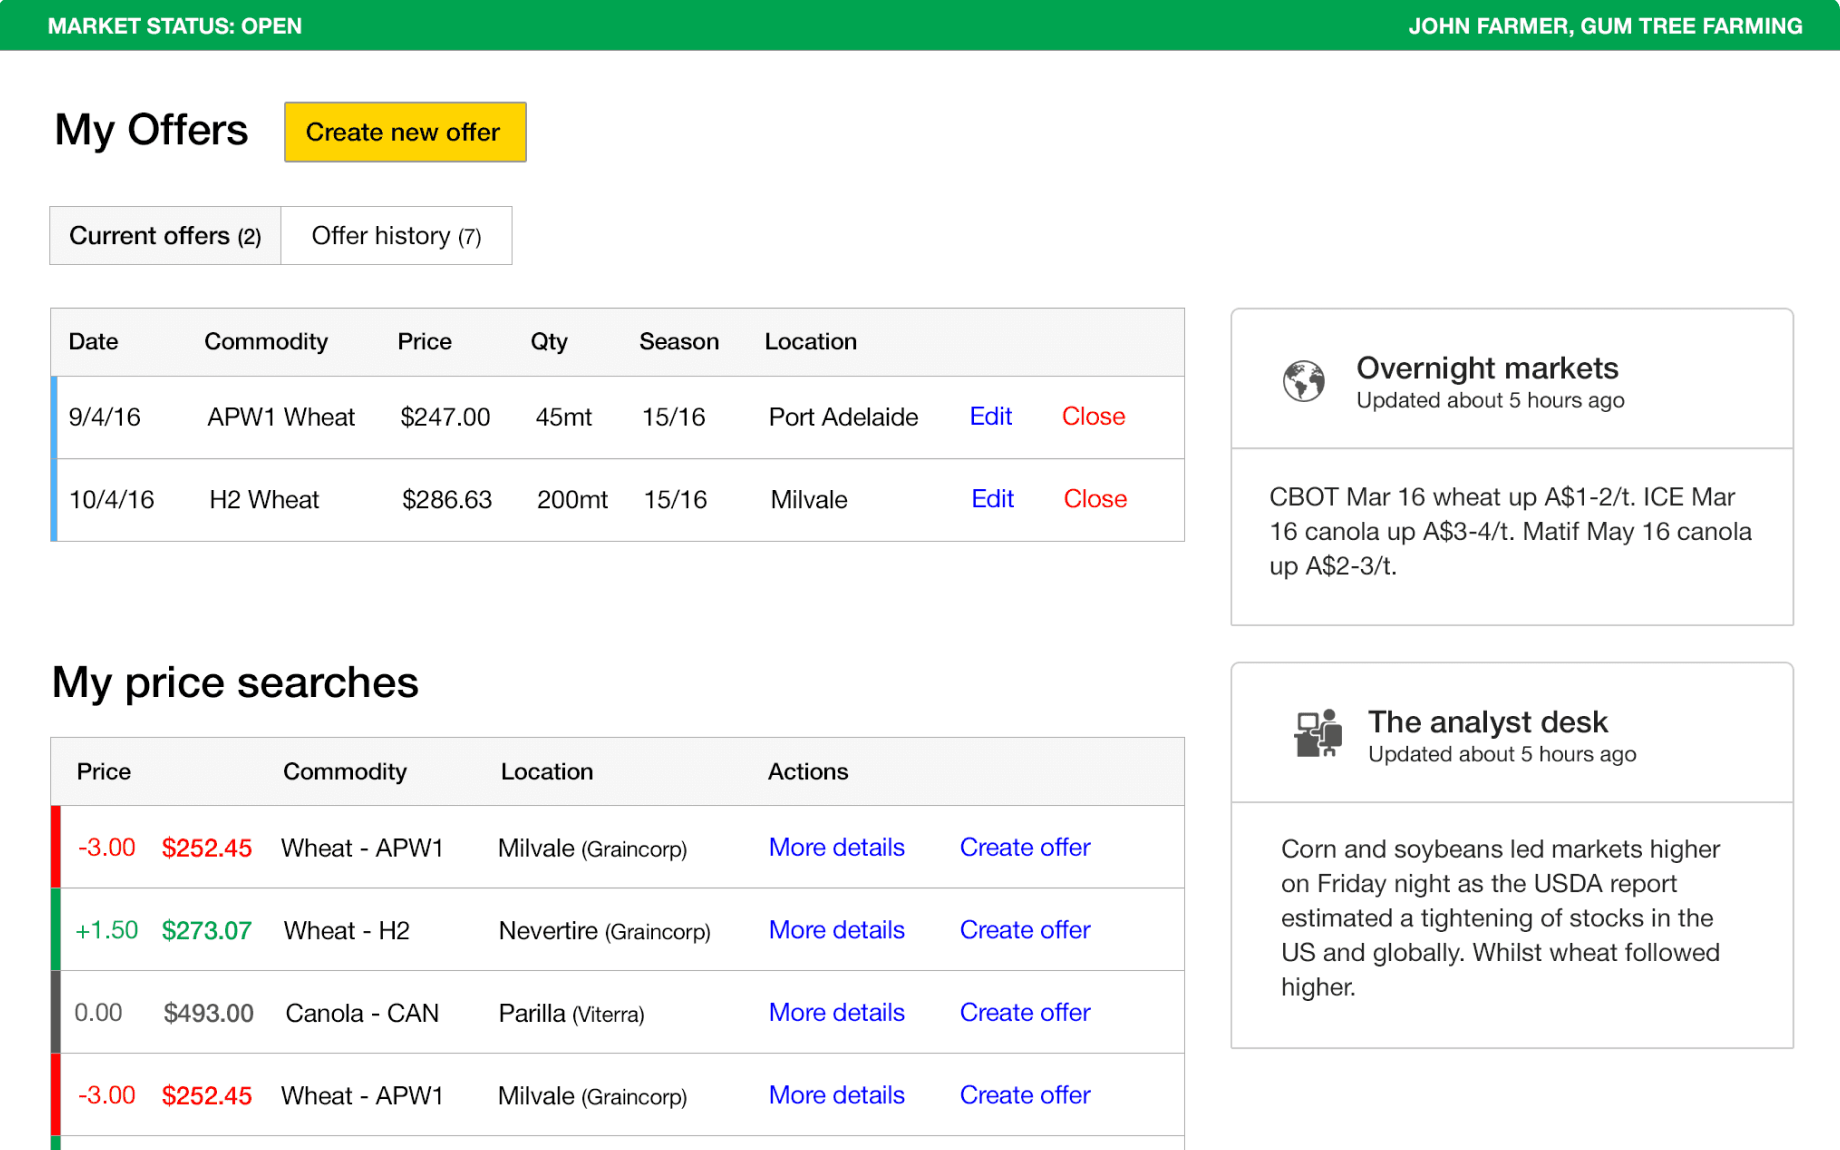 MARKET STATUS: OPEN
JOHN FARMER, GUM TREE FARMING
My Offers
Create new offer
Current offers (2)
Offer history (7)
Date Commodity Price Qty Season Location
9/4/16 APW1 Wheat $247.00 45mt 15/16 Port Adelaide Edit Close
10/4/16 H2 Wheat $286.63 200mt 15/16 Milvale Edit Close
My price searches
Price Commodity Location Actions
-3.00 $252.45 Wheat - APW1 Milvale (Graincorp) More details Create offer
+1.50 $273.07 Wheat - H2 Nevertire (Graincorp) More details Create offer
0.00 $493.00 Canola - CAN Parilla (Viterra) More details Create offer
-3.00 $252.45 Wheat - APW1 Milvale (Graincorp) More details Create offer
Overnight markets
Updated about 5 hours ago
CBOT Mar 16 wheat up A$1-2/t. ICE Mar
16 canola up A$3-4/t. Matif May 16 canola
up A$2-3/t.
The analyst desk
Updated about 5 hours ago
Corn and soybeans led markets higher
on Friday night as the USDA report
estimated a tightening of stocks in the
US and globally. Whilst wheat followed
higher.